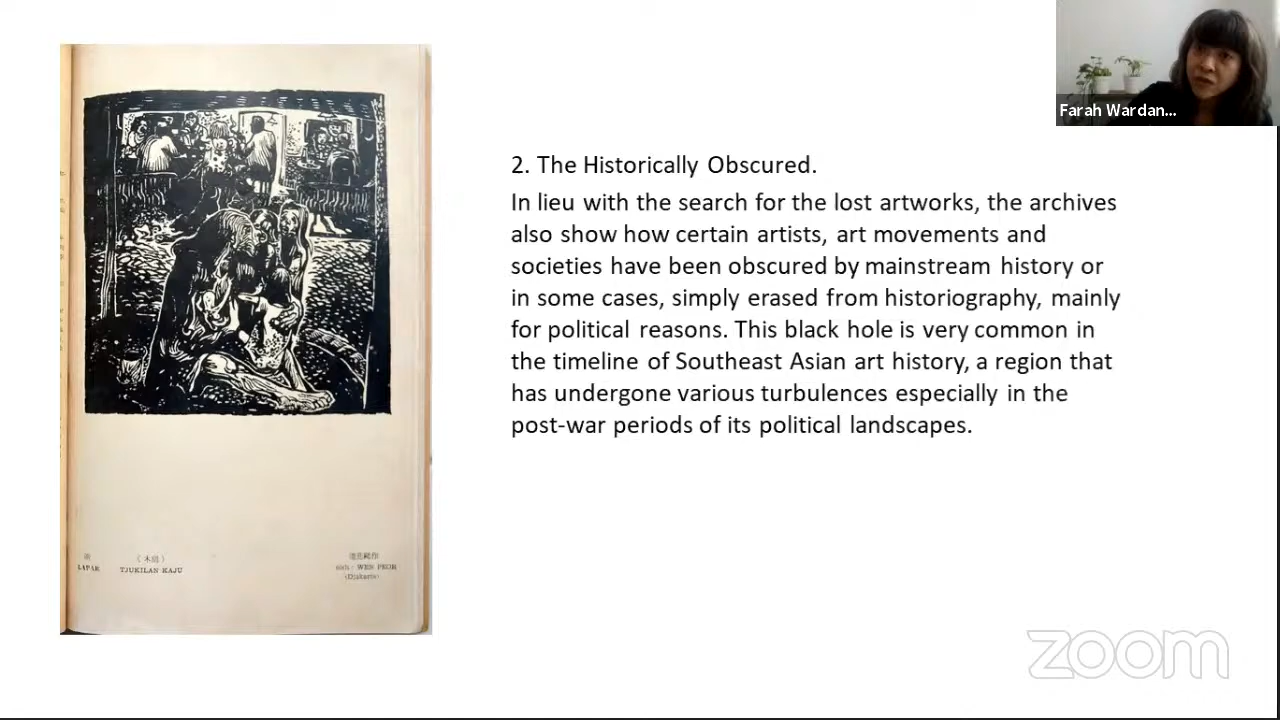 Farah Wardan...
2. The Historically Obscured.
In lieu with the search for the lost artworks, the archives
also show how certain artists, art movements and
societies have been obscured by mainstream history or
in some cases, simply erased from historiography, mainly
for political reasons. This black hole is very common in
the timeline of Southeast Asian art history, a region that
has undergone various turbulences especially in the
post-war periods of its political landscapes.
LAPAR
(木刻)
TJUKILAN KAJU
WEN PEOR
(Djakarta)
zoom